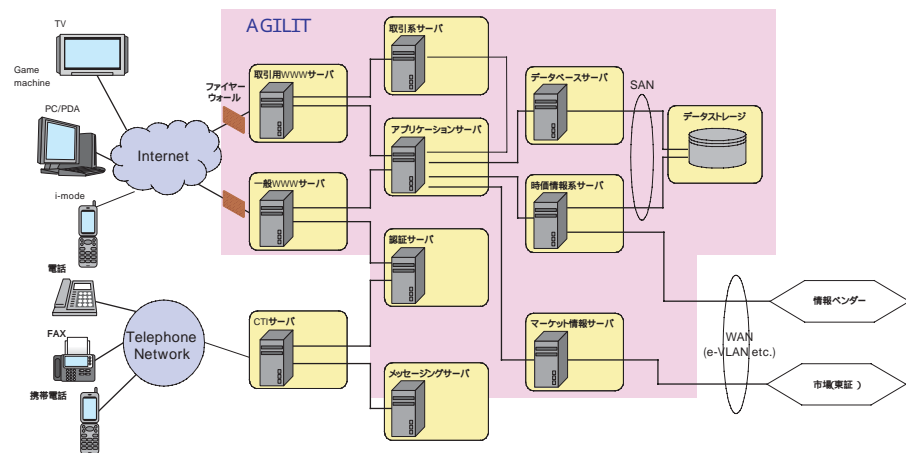 TV
AGILIT
取引系サーバ
Game
machine
ファイヤー
ウォール
取引用WWWサーバ
データベースサーバ
SAN
PC/PDA
データストレージ
アプリケーションサーバ
Internet
一般WWWサーバ
時価情報系サーバ
i-mode
認証サーバ
電話
情報ベンダー
CTIサーバ
マーケット情報サーバ
FAX
Telephone
Network
WAN
(e-VLAN etc.)
メッセージングサーバ
市場(東証 )
携帯電話